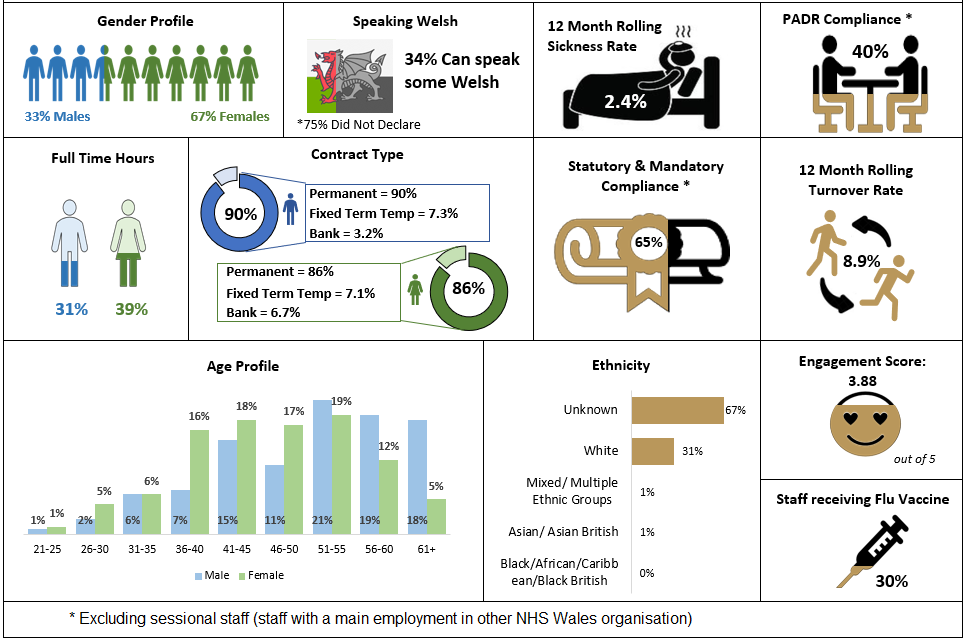 Gender Profile
33% Males
67% Females
Speaking Welsh
34% Can speak
some Welsh
*75% Did Not Declare
12 Month Rolling
Sickness Rate
2.4%
PADR Compliance *
40%
Full Time Hours
31%
39%
Contract Type
90%
Permanent = 90%
Fixed Term Temp = 7.3%
Bank = 3.2%
Permanent = 86%
Fixed Term Temp = 7.1%
Bank = 6.7%
86%
Statutory & Mandatory
Compliance *
65%
12 Month Rolling
Turnover Rate
8.9%
Age Profile
1% 1% 2% 5% 6% 6% 7% 16% 15% 18% 11% 17% 21% 19% 19% 12% 18% 5%
21-25 26-30 31-35 36-40 41-45 46-50 51-55 56-60 61+
Male Female
Ethnicity
Unknown 67%
White 31%
Mixed/ Multiple
Ethnic Groups 1%
Asian/ Asian British 1%
Black/African/Caribb
ean/Black British 0%
Engagement Score:
3.88
out of 5
Staff receiving Flu Vaccine
30%
* Excluding sessional staff (staff with a main employment in other NHS Wales organisation)